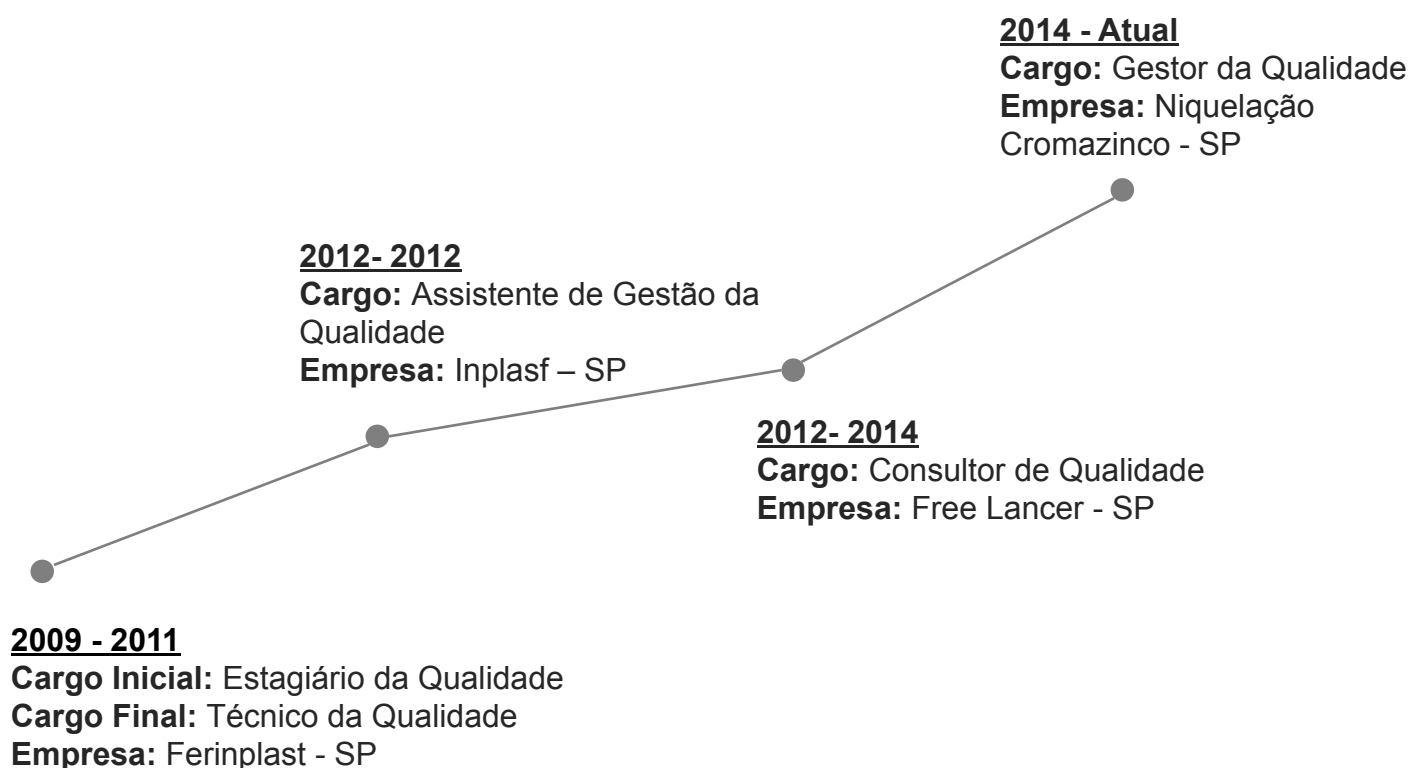 2014 - Atual
Cargo: Gestor da Qualidade
Empresa: Niquelação
Cromazinco - SP
2012- 2012
Cargo: Assistente de Gestão da
Qualidade
Empresa: Inplasf – SP
2012- 2014
Cargo: Consultor de Qualidade
Empresa: Free Lancer - SP
2009 - 2011
Cargo Inicial: Estagiário da Qualidade
Cargo Final: Técnico da Qualidade
Empresa: Ferinplast - SP